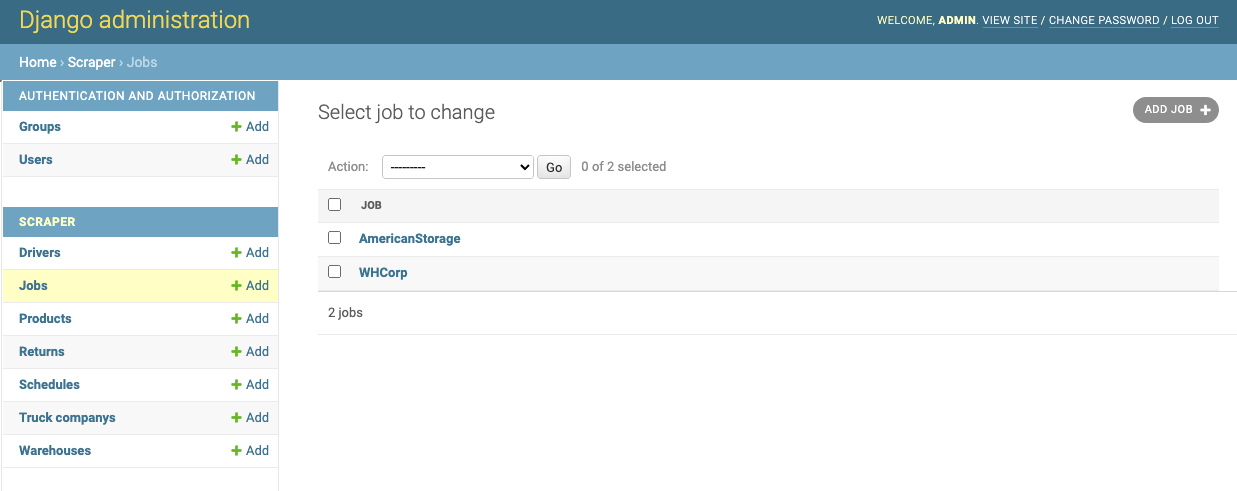 Django administration
WELCOME, ADMIN. VIEW SITE / CHANGE PASSWORD / LOG OUT
Home › Scraper › Jobs
AUTHENTICATION AND AUTHORIZATION
Groups + Add
Users + Add
SCRAPER
Drivers + Add
Jobs + Add
Products + Add
Returns + Add
Schedules + Add
Truck companys + Add
Warehouses + Add
Select job to change
ADD JOB +
Action: --------- Go 0 of 2 selected
JOB
AmericanStorage
WHCorp
2 jobs